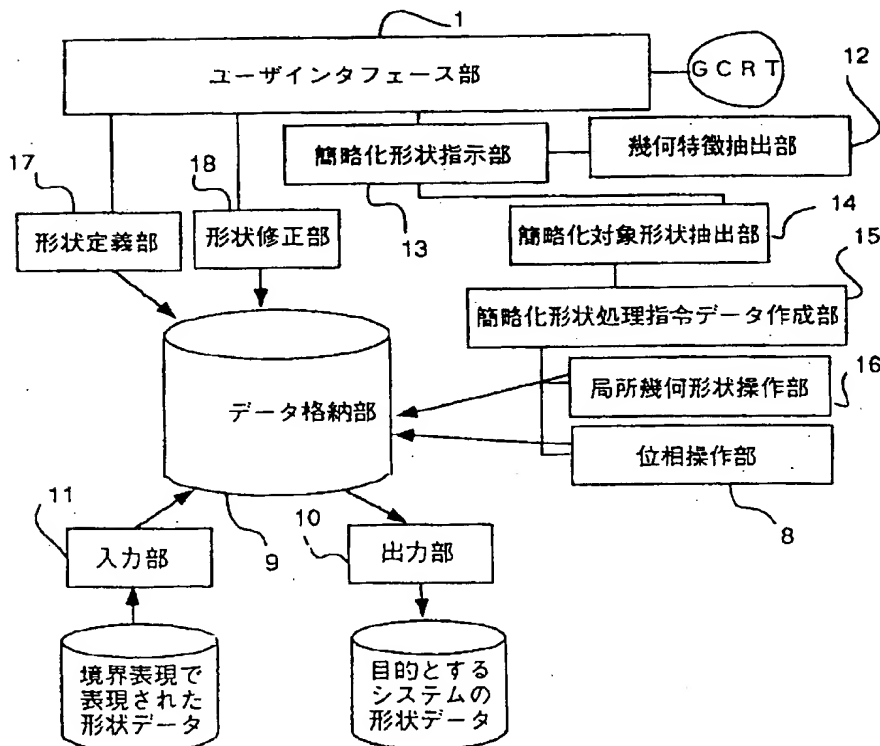 1
ユーザインタフェース部
GCRT
12
簡略化形状指示部
幾何特徴抽出部
17
18
13
形状定義部
形状修正部
14
簡略化対象形状抽出部
15
簡略化形状処理指令データ作成部
局所幾何形状操作部
16
データ格納部
位相操作部
11
10
9
8
入力部
出力部
境界表現で
表現された
形状データ
目的とする
システムの
形状データ